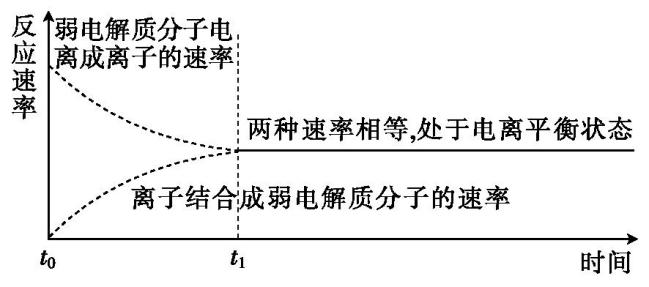 反应速率
弱电解质分子电
离成离子的速率
两种速率相等,处于电离平衡状态
离子结合成弱电解质分子的速率
t₀
t₁
时间